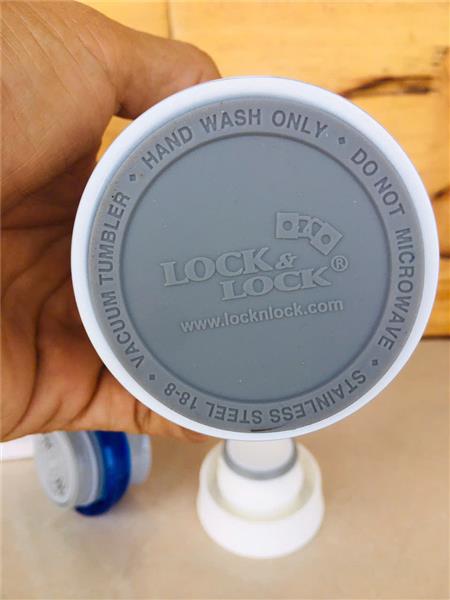 VACUUM TUMBLER • HAND WASH ONLY • DO NOT MICROWAVE • STAINLESS STEEL 18-8 •
LOCK &
LOCK®
www.locknlock.com